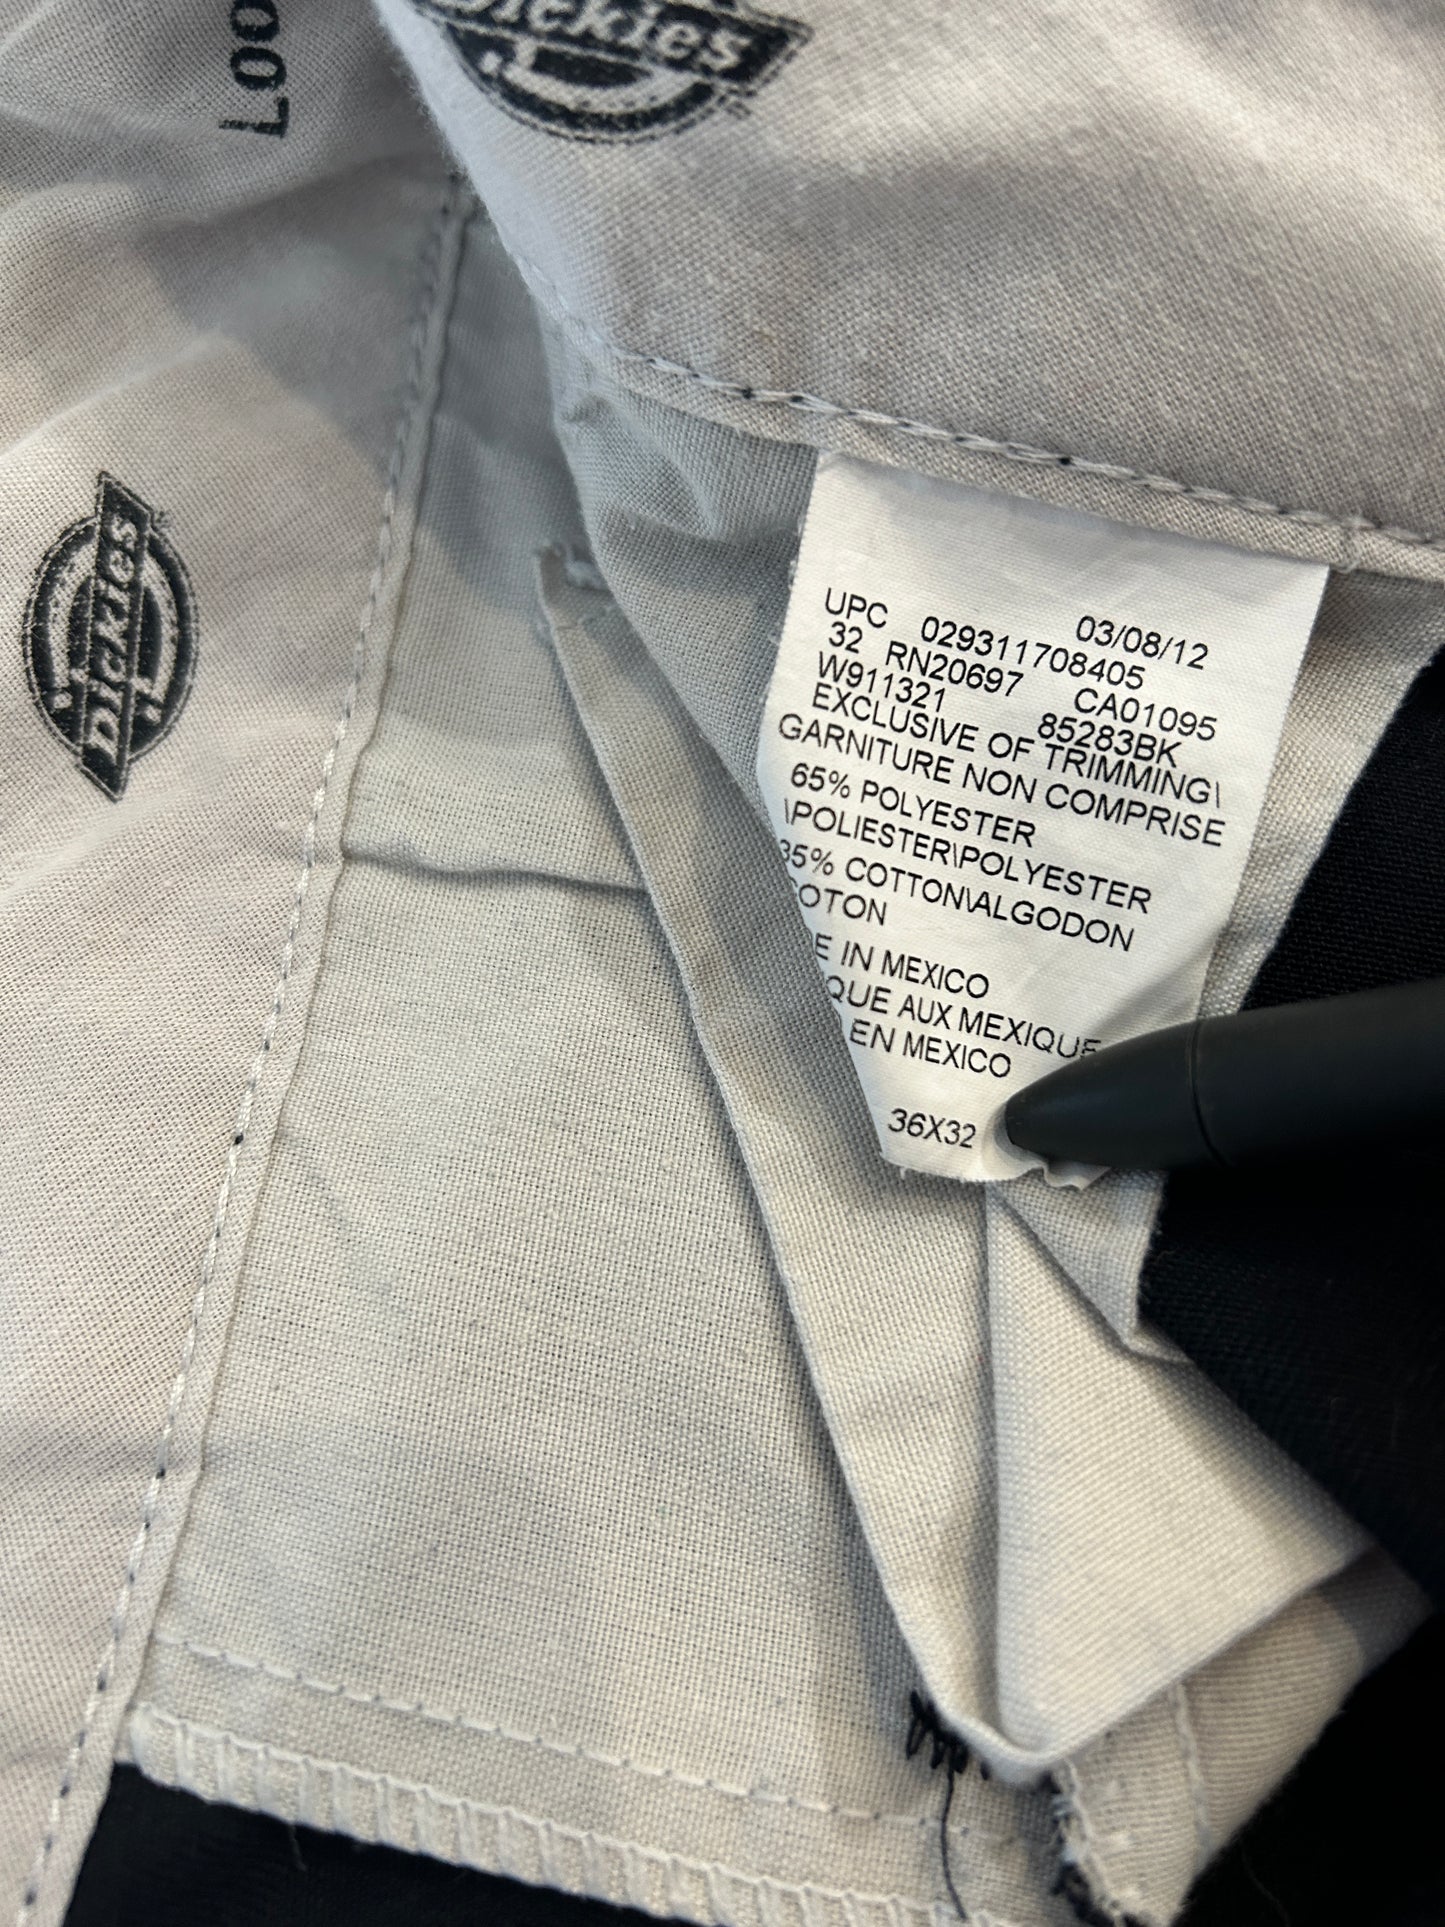 Dickies
Loo
Dickies
03/08/12
UPC 029311708405
32 RN20697 CA01095
W911321 85283BK
EXCLUSIVE OF TRIMMING\
GARNITURE NON COMPRISE
65% POLYESTER
\POLIESTER\POLYESTER
35% COTTON\ALGODON
COTON
E IN MEXICO
QUE AUX MEXIQUE
EN MEXICO
36X32